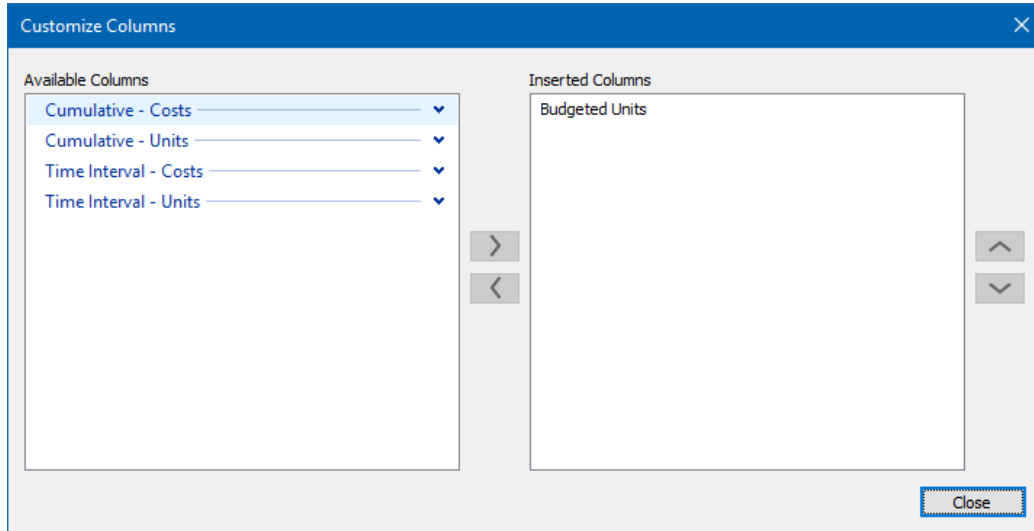 Customize Columns
Available Columns
Cumulative - Costs
Cumulative - Units
Time Interval - Costs
Time Interval - Units
Inserted Columns
Budgeted Units
Close